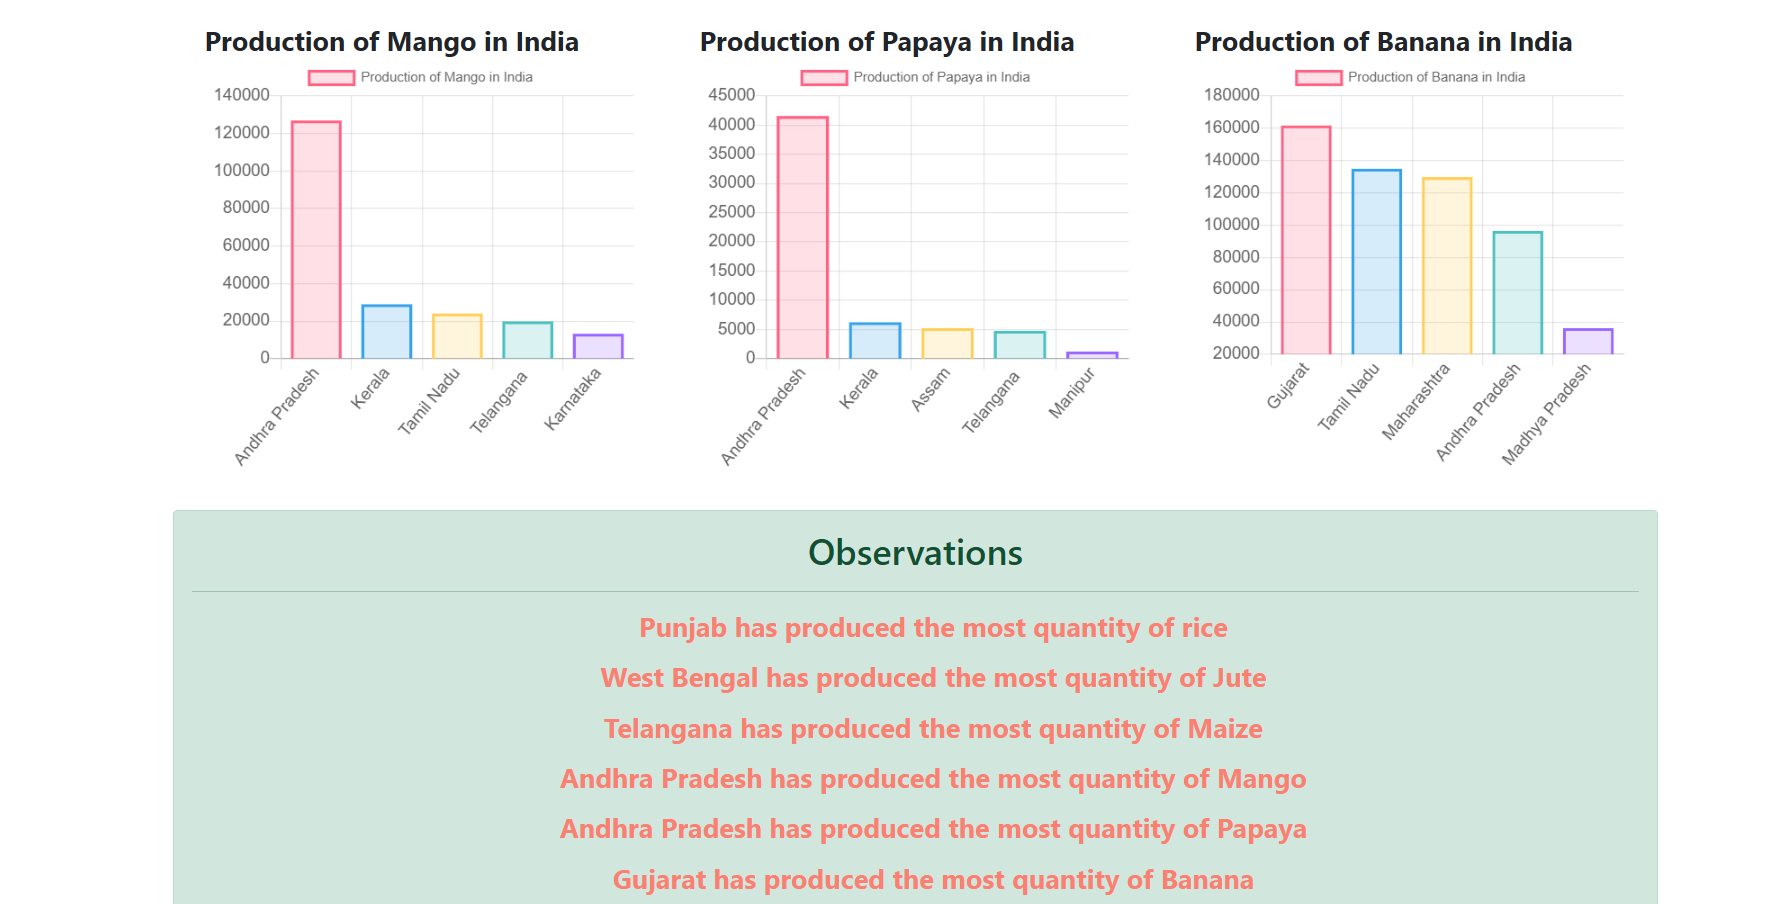 Production of Mango in India
Production of Mango in India
140000
120000
100000
80000
60000
40000
20000
0
Andhra Pradesh
Kerala
Tamil Nadu
Telangana
Karnataka
Production of Papaya in India
Production of Papaya in India
45000
40000
35000
30000
25000
20000
15000
10000
5000
0
Andhra Pradesh
Kerala
Assam
Telangana
Manipur
Production of Banana in India
Production of Banana in India
180000
160000
140000
120000
100000
80000
60000
40000
20000
Gujarat
Tamil Nadu
Maharashtra
Andhra Pradesh
Madhya Pradesh
Observations
Punjab has produced the most quantity of rice
West Bengal has produced the most quantity of Jute
Telangana has produced the most quantity of Maize
Andhra Pradesh has produced the most quantity of Mango
Andhra Pradesh has produced the most quantity of Papaya
Gujarat has produced the most quantity of Banana